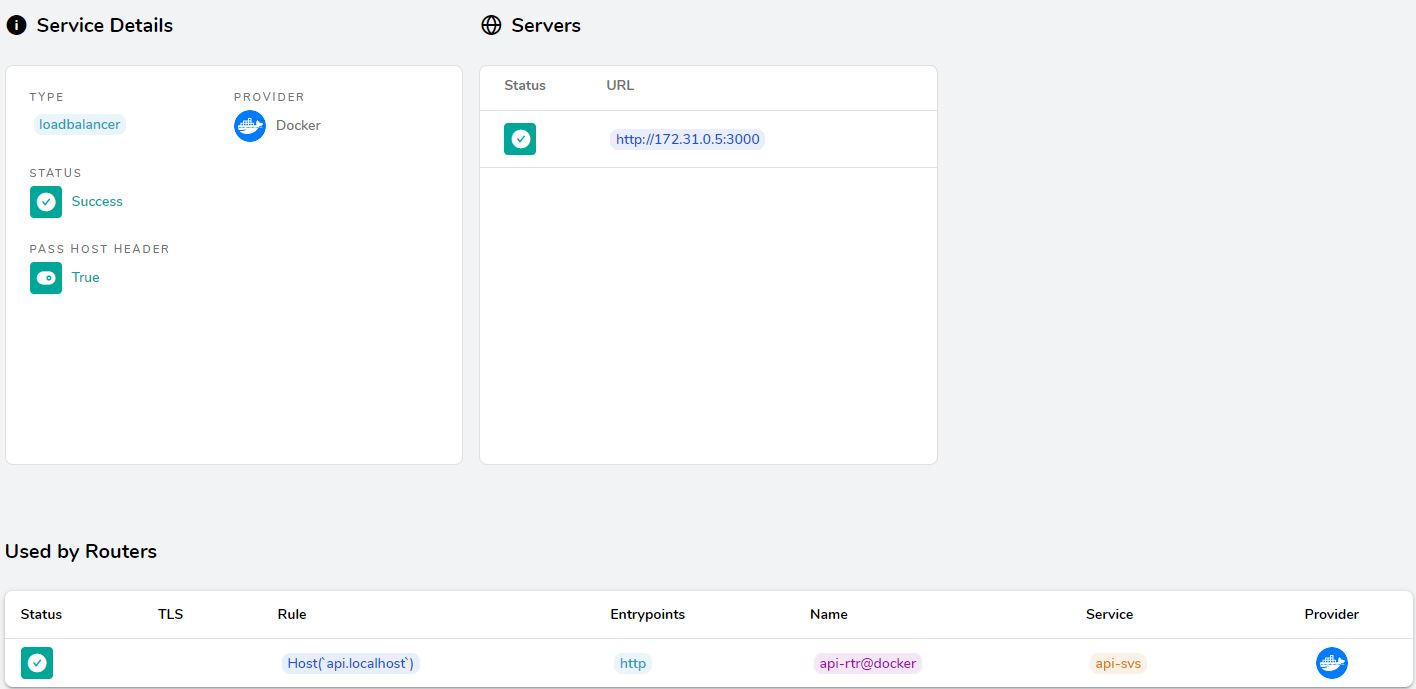 Service Details
Servers
TYPE
PROVIDER
loadbalancer
Docker
STATUS
Success
PASS HOST HEADER
True
Status URL
http://172.31.0.5:3000
Used by Routers
Status TLS Rule Entrypoints Name Service Provider
Host(`api.localhost`) http api-rtr@docker api-svs